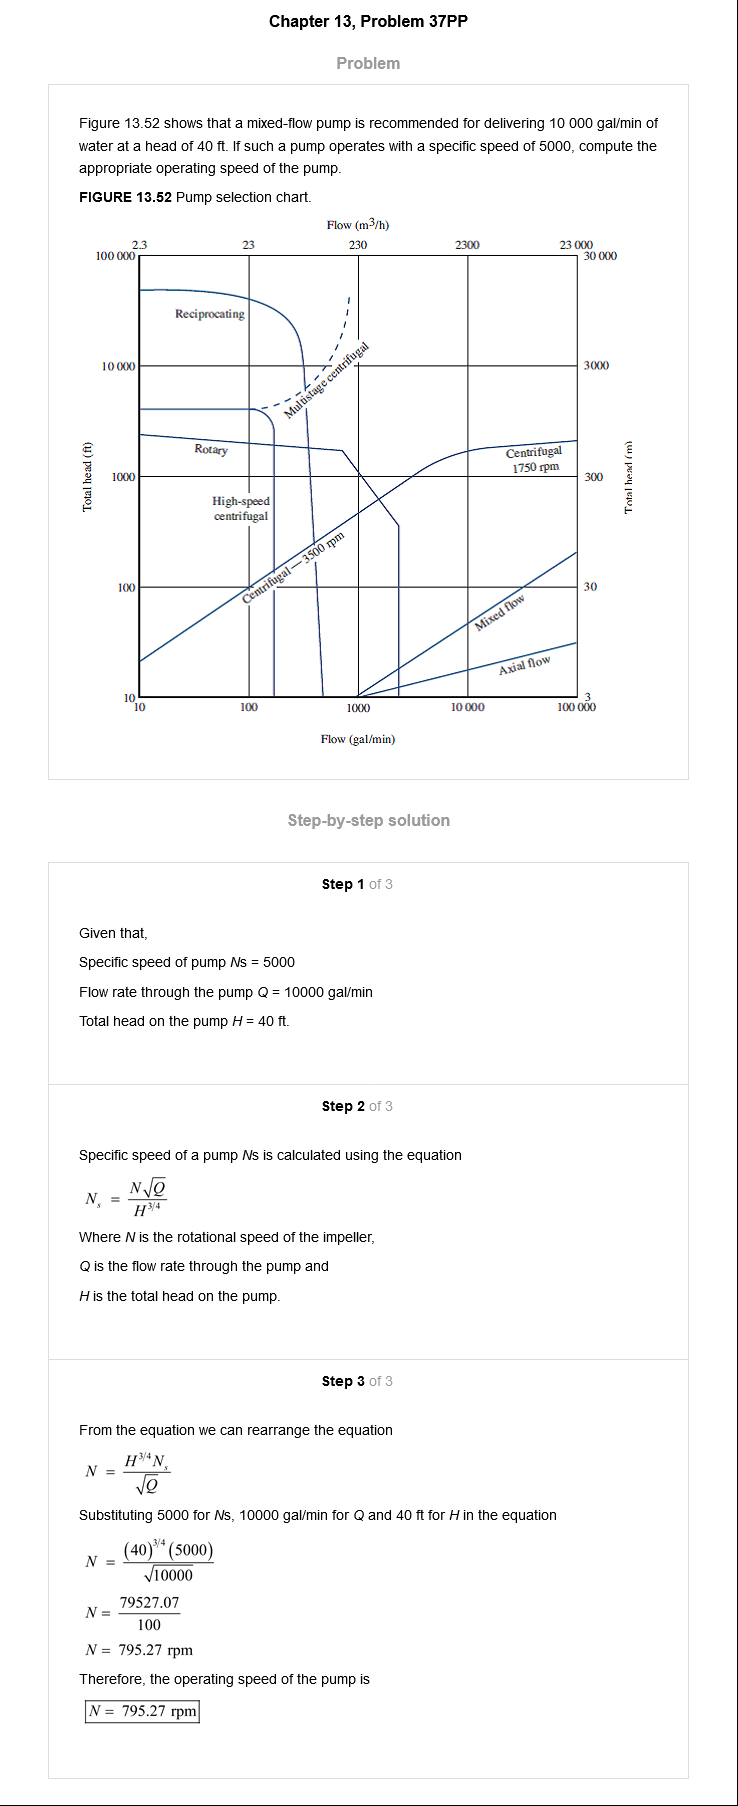 Chapter 13, Problem 37PP
Problem
Figure 13.52 shows that a mixed-flow pump is recommended for delivering 10 000 gal/min of
water at a head of 40 ft. If such a pump operates with a specific speed of 5000, compute the
appropriate operating speed of the pump.
FIGURE 13.52 Pump selection chart.
Flow (m³/h)
2.3 23 230 2300 23 000
100 000 30 000
Reciprocating
10 000 3000
Multistage centrifugal
Rotary
Centrifugal
1750 rpm
Total head (ft)
Total head (m)
1000 300
High-speed
centrifugal
Centrifugal — 3500 rpm
100 30
Mixed flow
Axial flow
10 3
10 100 1000 10 000 100 000
Flow (gal/min)
Step-by-step solution
Step 1 of 3
Given that,
Specific speed of pump Ns = 5000
Flow rate through the pump Q = 10000 gal/min
Total head on the pump H = 40 ft.
Step 2 of 3
Specific speed of a pump Ns is calculated using the equation
Nₛ = N√Q / H^3/4
Where N is the rotational speed of the impeller,
Q is the flow rate through the pump and
H is the total head on the pump.
Step 3 of 3
From the equation we can rearrange the equation
N = H^3/4 Nₛ / √Q
Substituting 5000 for Ns, 10000 gal/min for Q and 40 ft for H in the equation
N = (40)^3/4 (5000) / √10000
N = 79527.07 / 100
N = 795.27 rpm
Therefore, the operating speed of the pump is
N = 795.27 rpm